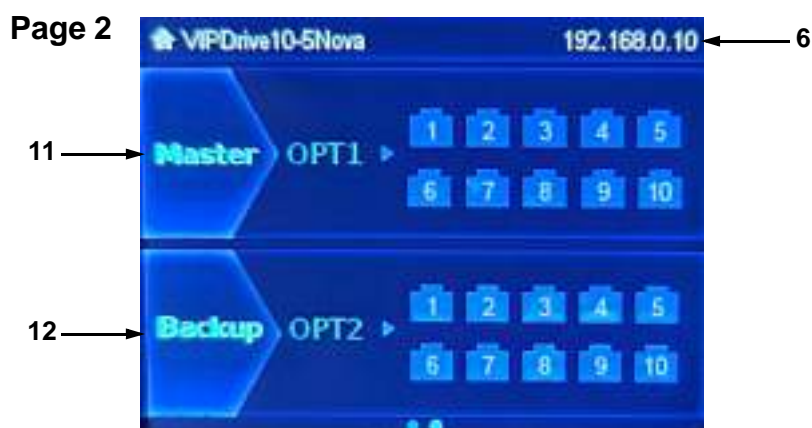 Page 2
VIPDrive10-5Nova 192.168.0.10 6
1 2 3 4 5
11 Master OPT1
6 7 8 9 10
1 2 3 4 5
12 Backup OPT2
6 7 8 9 10